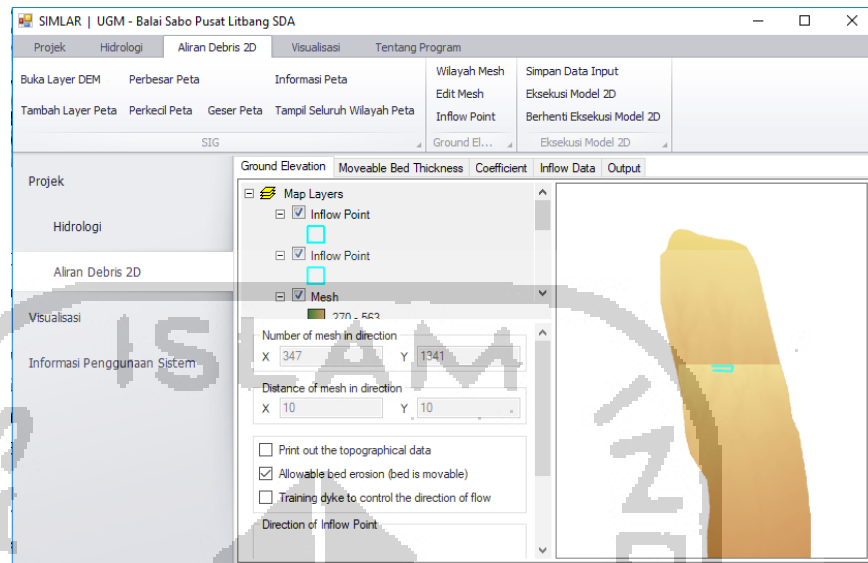 SIMLAR | UGM - Balai Sabo Pusat Litbang SDA
Projek Hidrologi Aliran Debris 2D Visualisasi Tentang Program
Buka Layer DEM Perbesar Peta Informasi Peta
Tambah Layer Peta Perkecil Peta Geser Peta Tampil Seluruh Wilayah Peta
SIG
Wilayah Mesh
Edit Mesh
Inflow Point
Ground El...
Simpan Data Input
Eksekusi Model 2D
Berhenti Eksekusi Model 2D
Eksekusi Model 2D
Projek
Hidrologi
Aliran Debris 2D
Visualisasi
Informasi Penggunaan Sistem
Ground Elevation Moveable Bed Thickness Coefficient Inflow Data Output
Map Layers
Inflow Point
Inflow Point
Mesh
270 - 563
Number of mesh in direction
X 347 Y 1341
Distance of mesh in direction
X 10 Y 10
Print out the topographical data
Allowable bed erosion (bed is movable)
Training dyke to control the direction of flow
Direction of Inflow Point
ISLAM